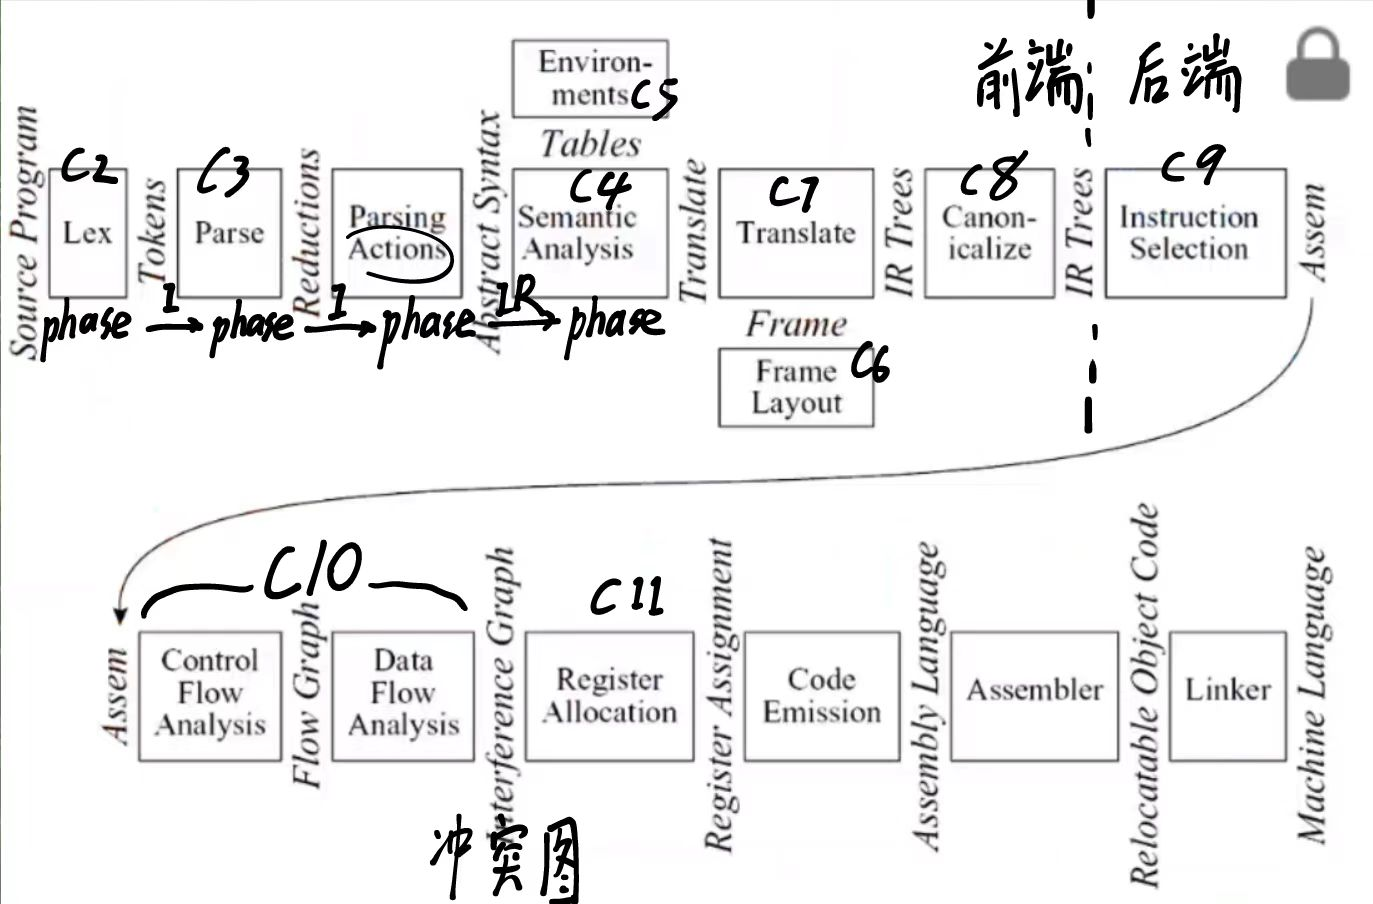 Environ-
ments C5
Tables
前端 后端
Source Program
C2
Lex
Tokens
C3
Parse
Reductions
Parsing
Actions
Abstract Syntax
C4
Semantic
Analysis
Translate
C7
Translate
IR Trees
C8
Canon-
icalize
IR Trees
C9
Instruction
Selection
Assem
phase I phase I phase IR phase
Frame
Frame C6
Layout
C10
C11
Assem
Control
Flow
Analysis
Flow Graph
Data
Flow
Analysis
Interference Graph
Register
Allocation
Register Assignment
Code
Emission
Assembly Language
Assembler
Relocatable Object Code
Linker
Machine Language
冲突图